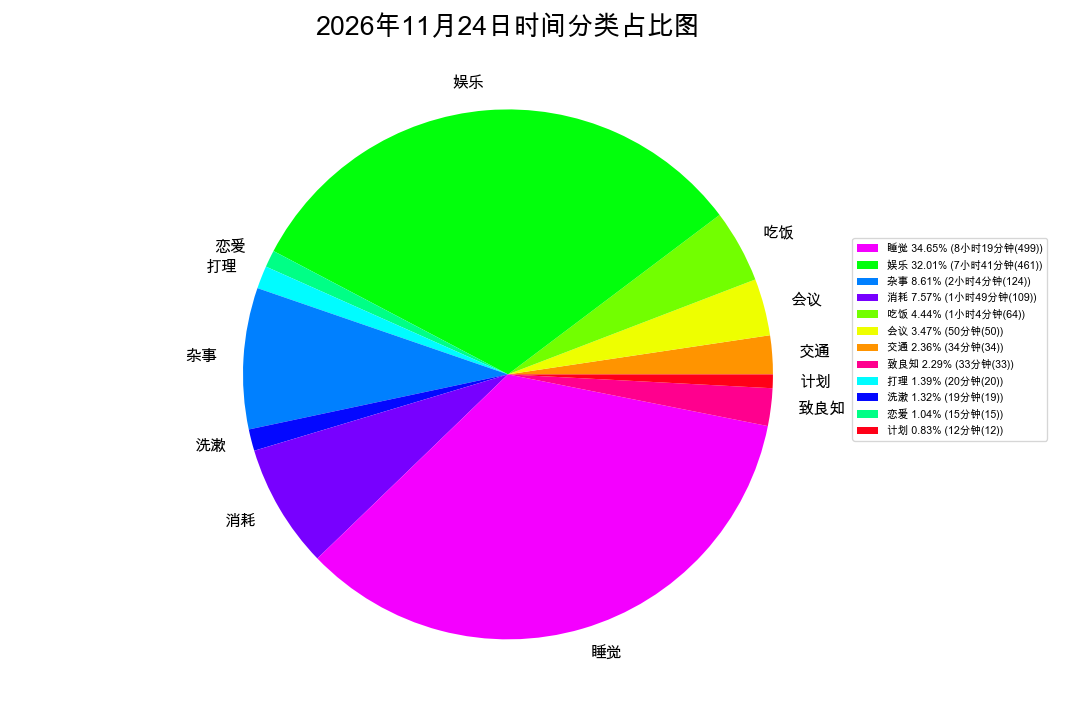 2026年11月24日时间分类占比图
娱乐
吃饭
恋爱
打理
会议
交通
杂事
计划
致良知
洗漱
消耗
睡觉
睡觉 34.65% (8小时19分钟(499))
娱乐 32.01% (7小时41分钟(461))
杂事 8.61% (2小时4分钟(124))
消耗 7.57% (1小时49分钟(109))
吃饭 4.44% (1小时4分钟(64))
会议 3.47% (50分钟(50))
交通 2.36% (34分钟(34))
致良知 2.29% (33分钟(33))
打理 1.39% (20分钟(20))
洗漱 1.32% (19分钟(19))
恋爱 1.04% (15分钟(15))
计划 0.83% (12分钟(12))